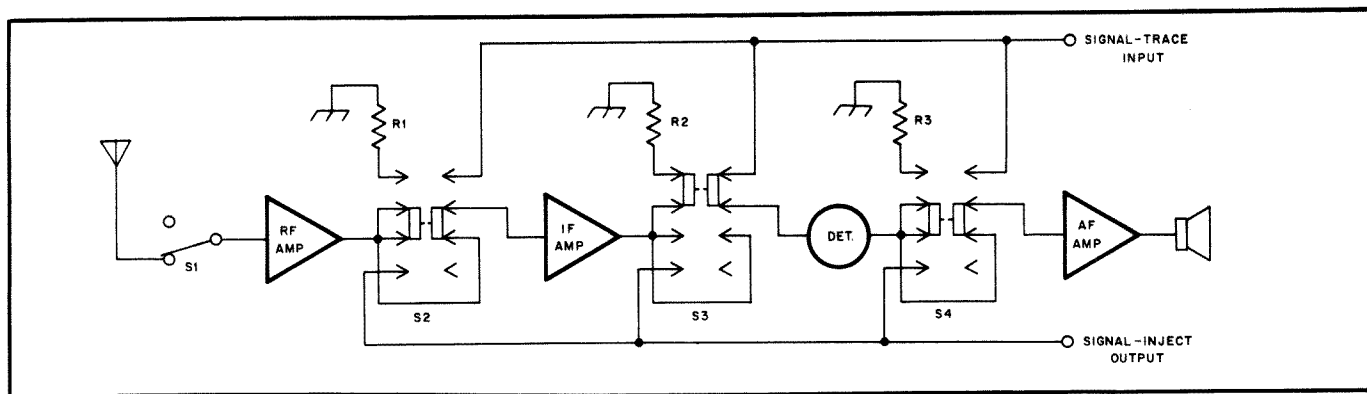 SIGNAL-TRACE
INPUT
R1
R2
R3
RF
AMP
IF
AMP
DET.
AF
AMP
S1
S2
S3
S4
SIGNAL-INJECT
OUTPUT